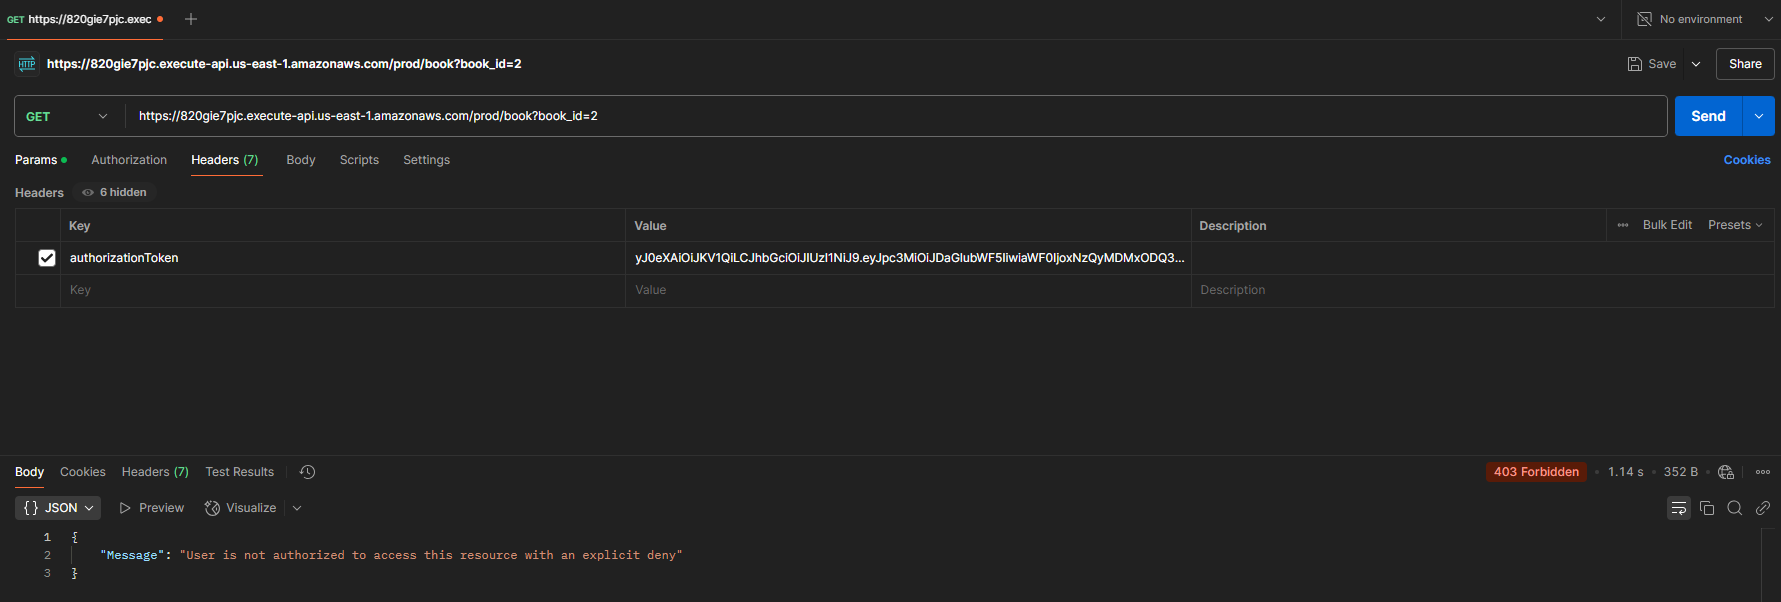 GET https://820gie7pjc.exec
No environment
HTTP https://820gie7pjc.execute-api.us-east-1.amazonaws.com/prod/book?book_id=2
Save Share
GET https://820gie7pjc.execute-api.us-east-1.amazonaws.com/prod/book?book_id=2 Send
Params Authorization Headers (7) Body Scripts Settings Cookies
Headers 6 hidden
Key Value Description Bulk Edit Presets
authorizationToken yJ0eXAiOiJKV1QiLCJhbGciOiJIUzI1NiJ9.eyJpc3MiOiJDaGlubWF5IiwiaWF0IjoxNzQyMDMxODQ3...
Key Value Description
Body Cookies Headers (7) Test Results 403 Forbidden 1.14 s 352 B
{} JSON Preview Visualize
1 {
2 "Message": "User is not authorized to access this resource with an explicit deny"
3 }